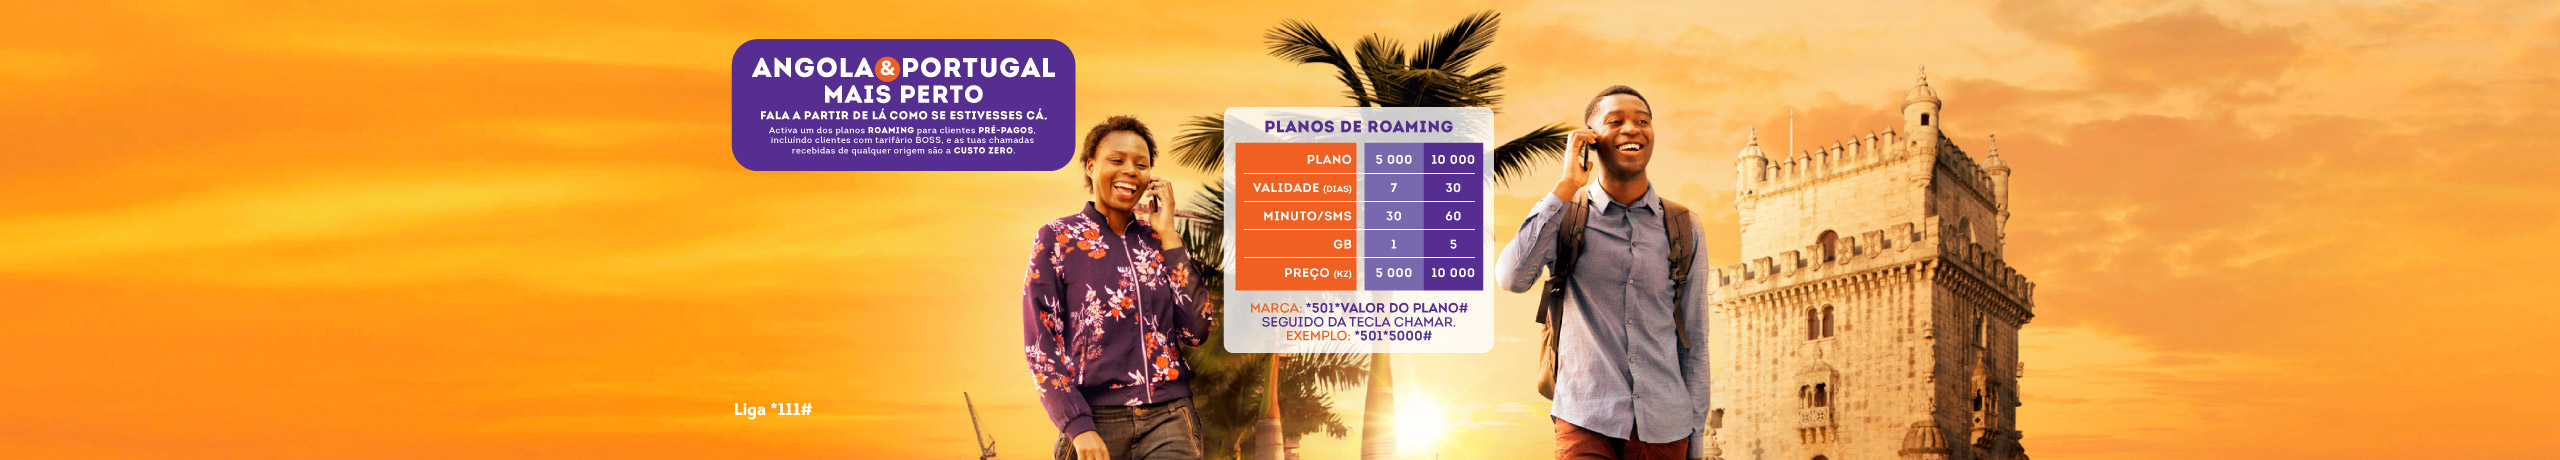 ANGOLA & PORTUGAL
MAIS PERTO
FALA A PARTIR DE LÁ COMO SE ESTIVESSES CÁ.
Activa um dos planos ROAMING para clientes PRÉ-PAGOS,
incluíndo clientes com tarifário BOSS, e as tuas chamadas
recebidas de qualquer origem são a CUSTO ZERO.
PLANOS DE ROAMING
PLANO 5 000 10 000
VALIDADE (DIAS) 7 30
MINUTO/SMS 30 60
GB 1 5
PREÇO (KZ) 5 000 10 000
MARCA: *501*VALOR DO PLANO#
SEGUIDO DA TECLA CHAMAR.
EXEMPLO: *501*5000#
Liga *111#